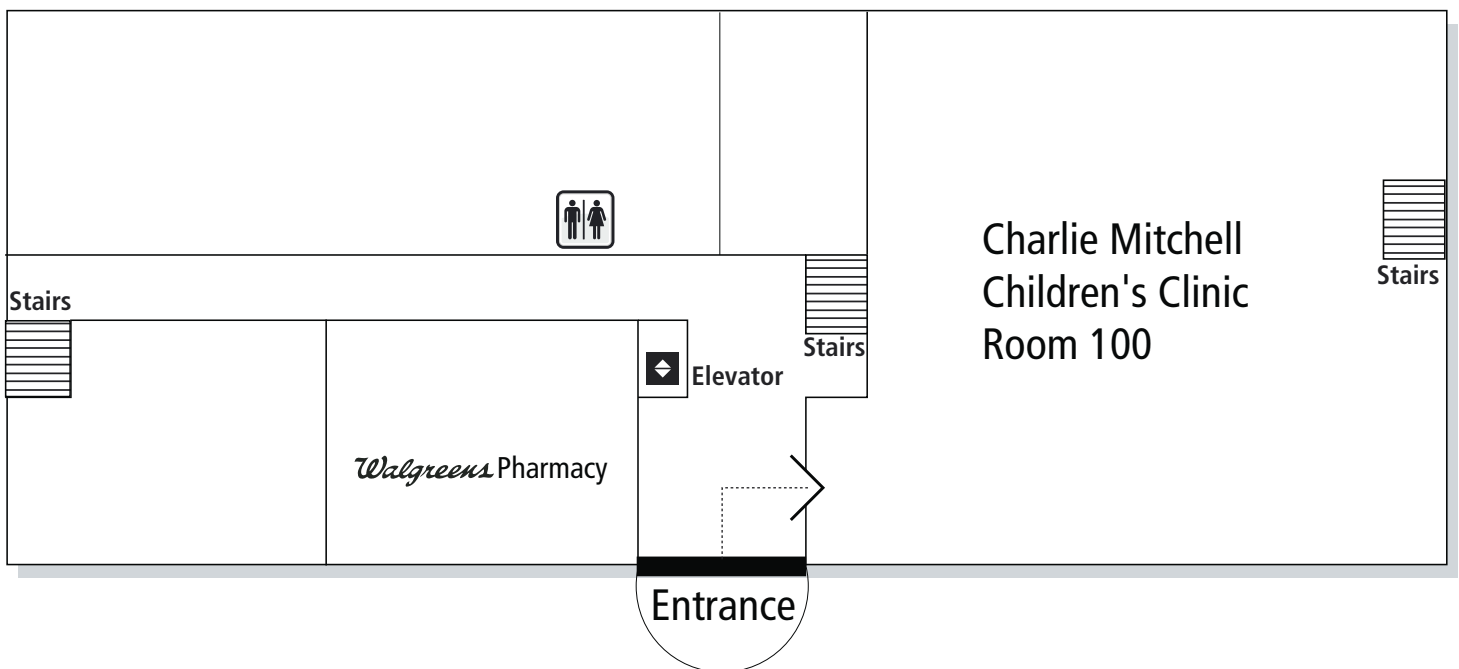 Charlie Mitchell
Children's Clinic
Room 100
Stairs
Stairs
Stairs
Elevator
Walgreens Pharmacy
Entrance